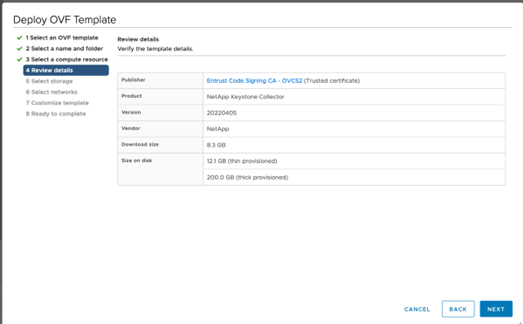 Deploy OVF Template
1 Select an OVF template
2 Select a name and folder
3 Select a compute resource
4 Review details
5 Select storage
6 Select networks
7 Customize template
8 Ready to complete
Review details
Verify the template details.
Publisher Entrust Code Signing CA - OVCS2 (Trusted certificate)
Product NetApp Keystone Collector
Version 20220405
Vendor NetApp
Download size 8.3 GB
Size on disk 12.1 GB (thin provisioned)
200.0 GB (thick provisioned)
CANCEL BACK NEXT